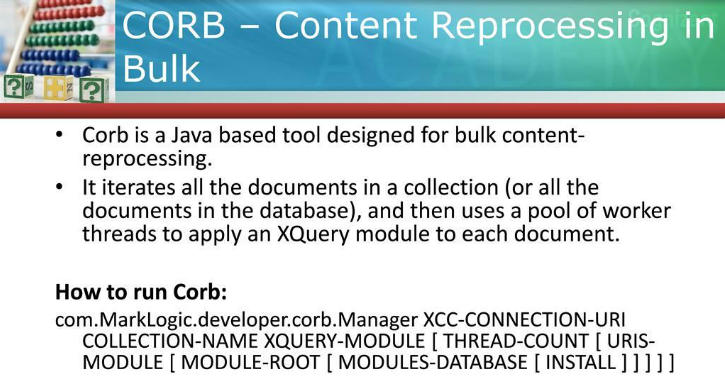 CORB – Content Reprocessing in
Bulk
• Corb is a Java based tool designed for bulk content-
reprocessing.
• It iterates all the documents in a collection (or all the
documents in the database), and then uses a pool of worker
threads to apply an XQuery module to each document.
How to run Corb:
com.MarkLogic.developer.corb.Manager XCC-CONNECTION-URI
COLLECTION-NAME XQUERY-MODULE [ THREAD-COUNT [ URIS-
MODULE [ MODULE-ROOT [ MODULES-DATABASE [ INSTALL ] ] ] ] ]